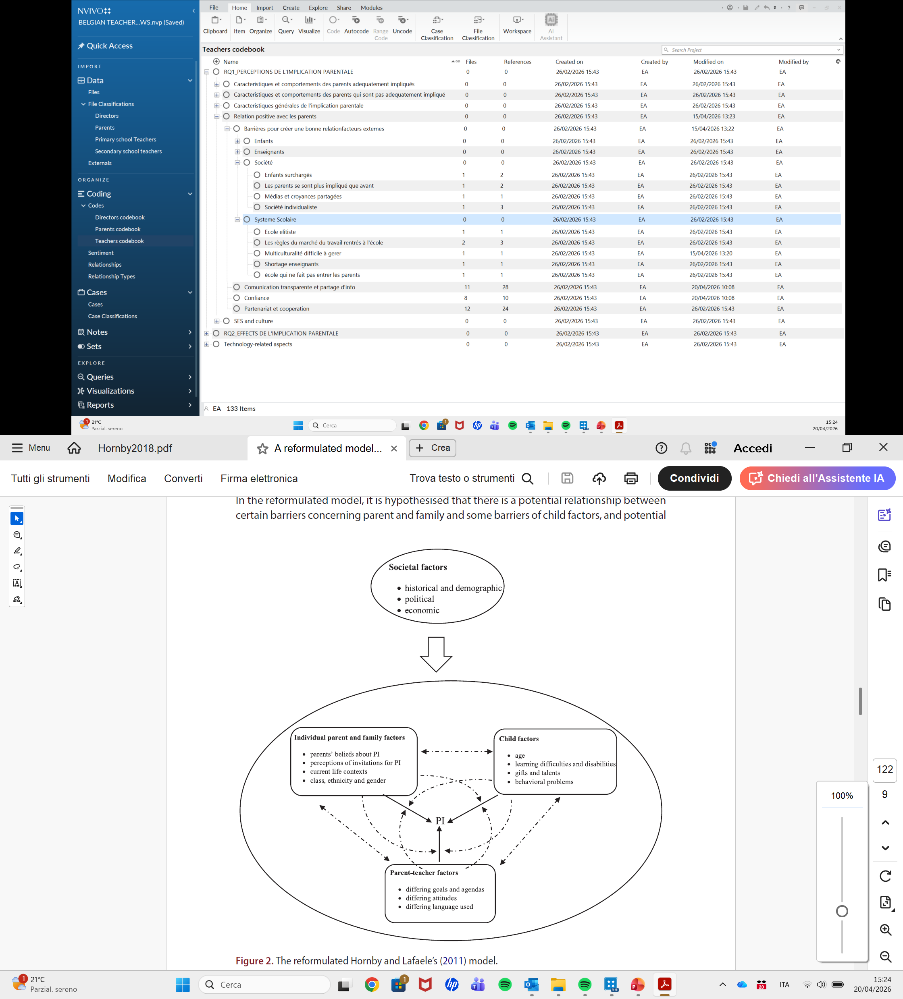 NVIVO
BELGIAN TEACHER...WS.nvp (Saved)
Quick Access
IMPORT
Data
Files
File Classifications
Directors
Parents
Primary school Teachers
Secondary school teachers
Externals
ORGANIZE
Coding
Codes
Directors codebook
Parents codebook
Teachers codebook
Sentiment
Relationships
Relationship Types
Cases
Cases
Case Classifications
Notes
Sets
EXPLORE
Queries
Visualizations
Reports
File Home Import Create Explore Share Modules
Clipboard Item Organize Query Visualize Code Autocode Range Code Uncode Case Classification File Classification Workspace AI Assistant
Teachers codebook
Search Project
Name Files References Created on Created by Modified on Modified by
RQ1_PERCEPTIONS DE L'IMPLICATION PARENTALE 0 0 26/02/2026 15:43 EA 26/02/2026 15:43 EA
Caracteristiques et comportements des parents adequatement impliqués 0 0 26/02/2026 15:43 EA 26/02/2026 15:43 EA
Caracteristiques et comportements des parents qui sont pas adequatement impliqué 0 0 26/02/2026 15:43 EA 26/02/2026 15:43 EA
Caractéristiques générales de l'implication parentale 0 0 26/02/2026 15:43 EA 26/02/2026 15:43 EA
Relation positive avec les parents 0 0 26/02/2026 15:43 EA 15/04/2026 13:23 EA
Barrières pour créer une bonne relationfacteurs externes 0 0 26/02/2026 15:43 EA 15/04/2026 13:22 EA
Enfants 0 0 26/02/2026 15:43 EA 26/02/2026 15:43 EA
Enseignants 0 0 26/02/2026 15:43 EA 26/02/2026 15:43 EA
Société 0 0 26/02/2026 15:43 EA 26/02/2026 15:43 EA
Enfants surchargés 1 2 26/02/2026 15:43 EA 26/02/2026 15:43 EA
Les parents se sont plus impliqué que avant 1 2 26/02/2026 15:43 EA 26/02/2026 15:43 EA
Médias et croyances partagées 1 1 26/02/2026 15:43 EA 26/02/2026 15:43 EA
Société individualiste 1 3 26/02/2026 15:43 EA 26/02/2026 15:43 EA
Systeme Scolaire 0 0 26/02/2026 15:43 EA 26/02/2026 15:43 EA
Ecole elitiste 1 1 26/02/2026 15:43 EA 26/02/2026 15:43 EA
Les règles du marché du travail rentrés à l'école 2 3 26/02/2026 15:43 EA 26/02/2026 15:43 EA
Multiculturalité difficile à gerer 1 1 26/02/2026 15:43 EA 15/04/2026 13:20 EA
Shortage enseignants 1 1 26/02/2026 15:43 EA 26/02/2026 15:43 EA
école qui ne fait pas entrer les parents 1 1 26/02/2026 15:43 EA 26/02/2026 15:43 EA
Comunication transparente et partage d'info 11 28 26/02/2026 15:43 EA 20/04/2026 10:08 EA
Confiance 8 10 26/02/2026 15:43 EA 20/04/2026 10:08 EA
Partenariat et cooperation 12 24 26/02/2026 15:43 EA 26/02/2026 15:43 EA
SES and culture 0 0 26/02/2026 15:43 EA 26/02/2026 15:43 EA
RQ2_EFFECTS DE L'IMPLICATION PARENTALE 0 0 26/02/2026 15:43 EA 26/02/2026 15:43 EA
Technology-related aspects 0 0 26/02/2026 15:43 EA 26/02/2026 15:43 EA
EA 133 Items
1 21°C
Parzial. sereno
Cerca
1
15:24
20/04/2026
Menu Hornby2018.pdf A reformulated model... Crea Accedi
Tutti gli strumenti Modifica Converti Firma elettronica Trova testo o strumenti Condividi Chiedi all'Assistente IA
In the reformulated model, it is hypothesised that there is a potential relationship between
certain barriers concerning parent and family and some barriers of child factors, and potential
Societal factors
• historical and demographic
• political
• economic
Individual parent and family factors
• parents' beliefs about PI
• perceptions of invitations for PI
• current life contexts
• class, ethnicity and gender
Child factors
• age
• learning difficulties and disabilities
• gifts and talents
• behavioral problems
PI
Parent-teacher factors
• differing goals and agendas
• differing attitudes
• differing language used
Figure 2. The reformulated Hornby and Lafaele's (2011) model.
122
9
100%
1 21°C
Parzial. sereno
Cerca
1
20
ITA
15:24
20/04/2026